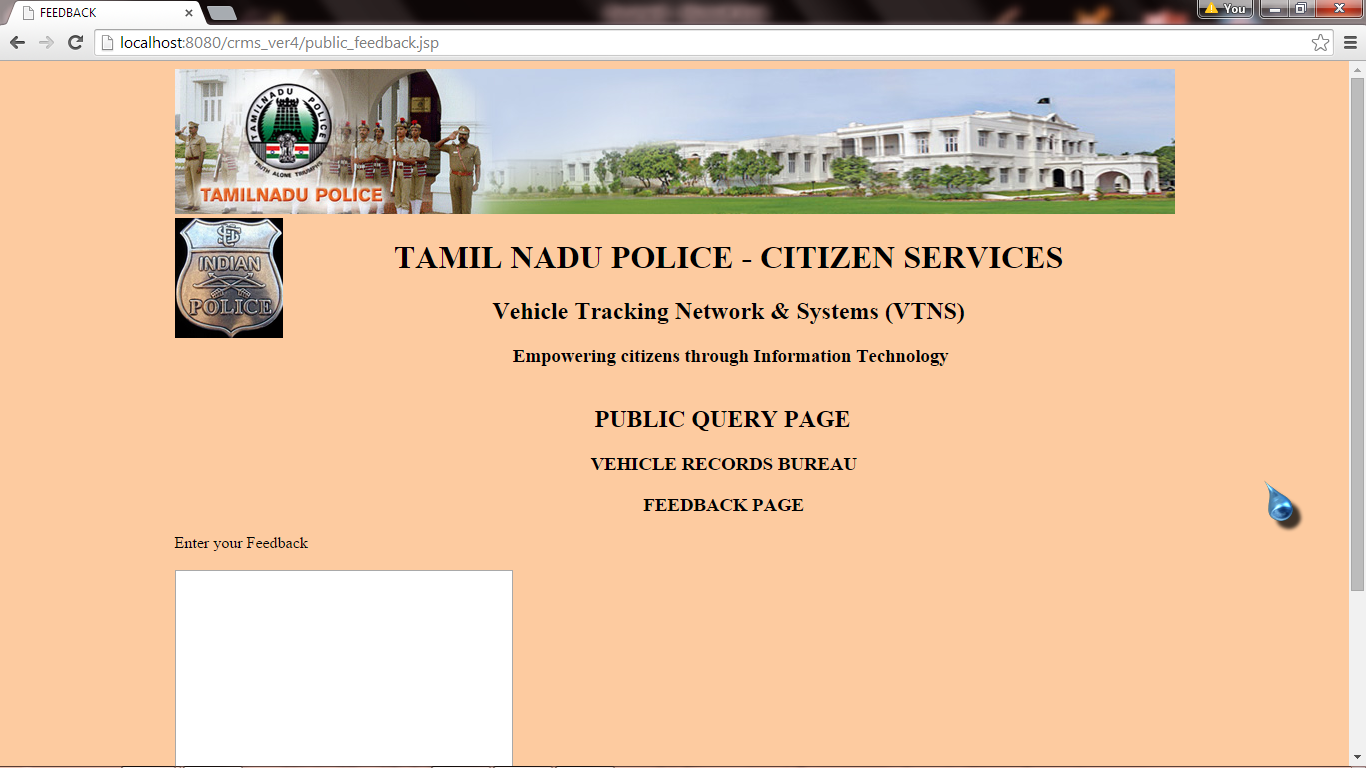 FEEDBACK
You
localhost:8080/crms_ver4/public_feedback.jsp
TAMILNADU POLICE
TRUTH ALONE TRIUMPHS
TAMILNADU POLICE
INDIAN
POLICE
TAMIL NADU POLICE - CITIZEN SERVICES
Vehicle Tracking Network & Systems (VTNS)
Empowering citizens through Information Technology
PUBLIC QUERY PAGE
VEHICLE RECORDS BUREAU
FEEDBACK PAGE
Enter your Feedback